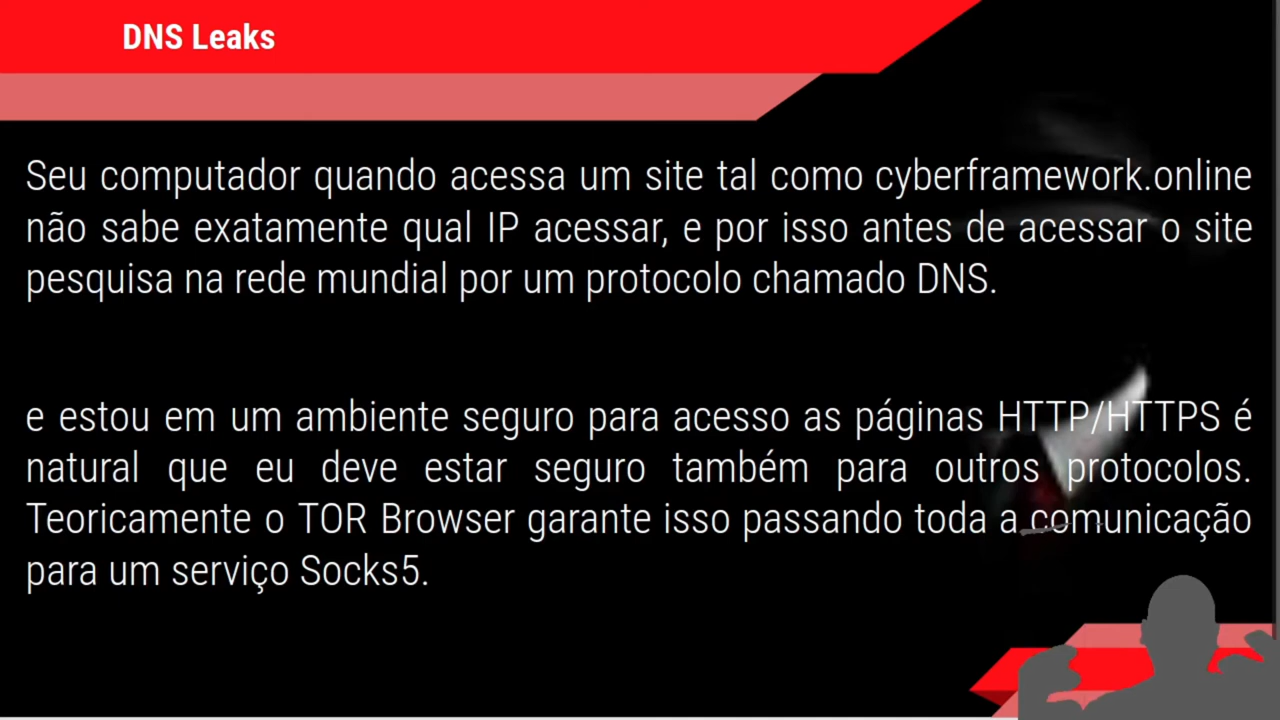 DNS Leaks
Seu computador quando acessa um site tal como cyberframework.online
não sabe exatamente qual IP acessar, e por isso antes de acessar o site
pesquisa na rede mundial por um protocolo chamado DNS.
e estou em um ambiente seguro para acesso as páginas HTTP/HTTPS é
natural que eu deve estar seguro também para outros protocolos.
Teoricamente o TOR Browser garante isso passando toda a comunicação
para um serviço Socks5.